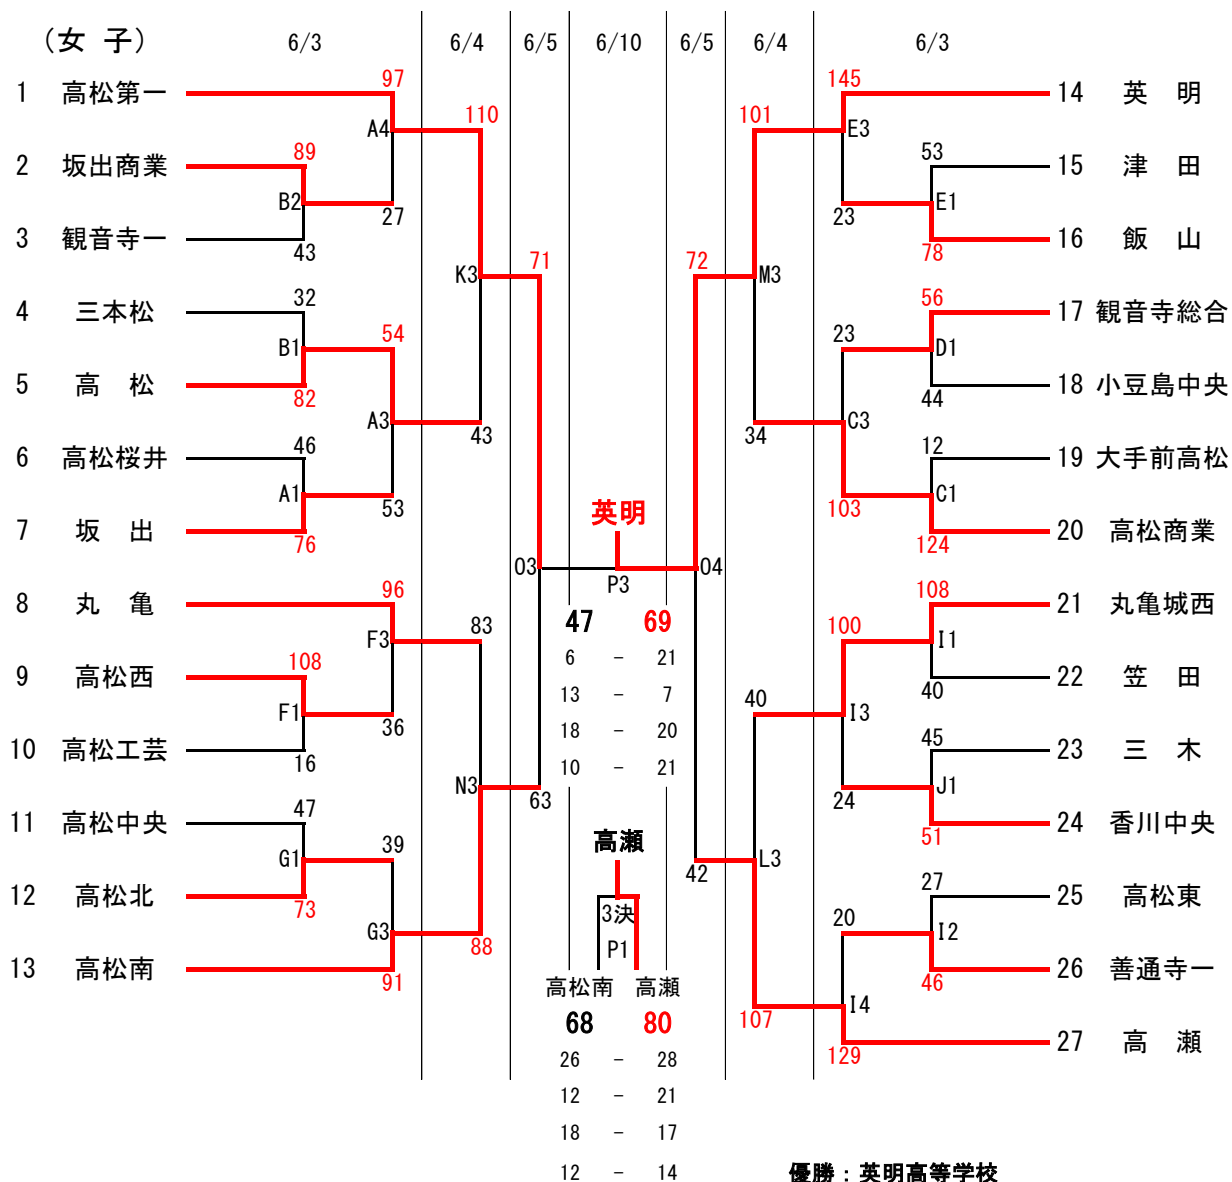 (女 子)
6/3 6/4 6/5 6/10 6/5 6/4 6/3
97 145
1 高松第一 110 101 14 英 明
A4 E3
89 53
2 坂出商業 15 津 田
B2 E1
27 23
3 観音寺一 16 飯 山
43 71 72 78
K3 M3
32 56
4 三本松 17 観音寺総合
54 23
B1 D1
5 高 松 18 小豆島中央
82 44
A3 C3
43 34
46 12
6 高松桜井 19 大手前高松
A1 C1
53 英明 103
7 坂 出 20 高松商業
76 124
O3 O4
P3
96 108
8 丸 亀 21 丸亀城西
47 69
83 100
F3 I1
6 - 21
108
9 高松西 22 笠 田
40
13 - 7
40
F1 I3
36
18 - 20
45
10 高松工芸 23 三 木
16
10 - 21
N3 J1
63 24
47
11 高松中央 24 香川中央
51
39
高瀬
G1 L3
42
27
12 高松北 25 高松東
73
3決
20
G3 I2
88
P1
13 高松南 26 善通寺一
91 46
高松南 高瀬
I4
107
68 80
27 高 瀬
129
26 - 28
12 - 21
18 - 17
12 - 14
優勝：英明高等学校